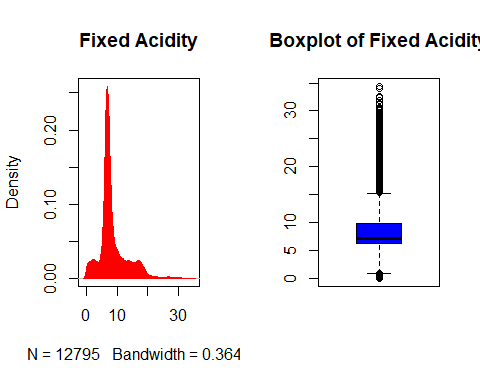 Fixed Acidity
Density
0.00
0.10
0.20
0 10 30
N = 12795 Bandwidth = 0.364
Boxplot of Fixed Acidity
0
5
10
20
30